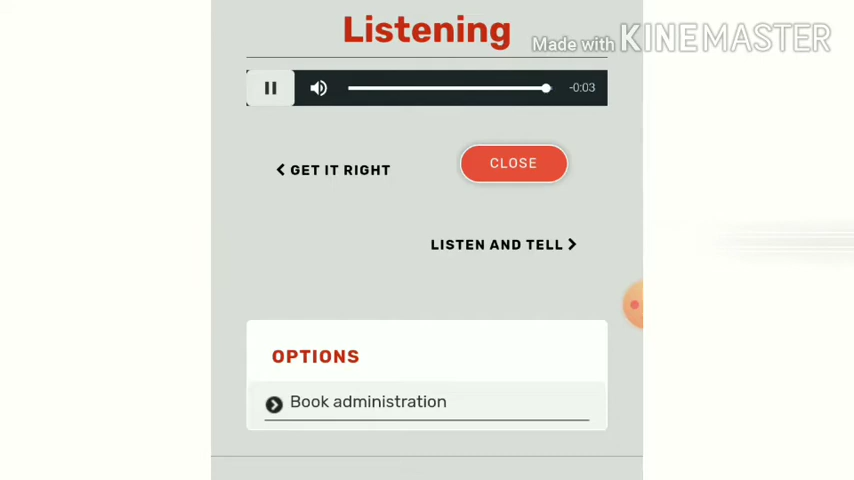 Listening
Made with KINEMASTER
-0:03
GET IT RIGHT
CLOSE
LISTEN AND TELL
OPTIONS
Book administration